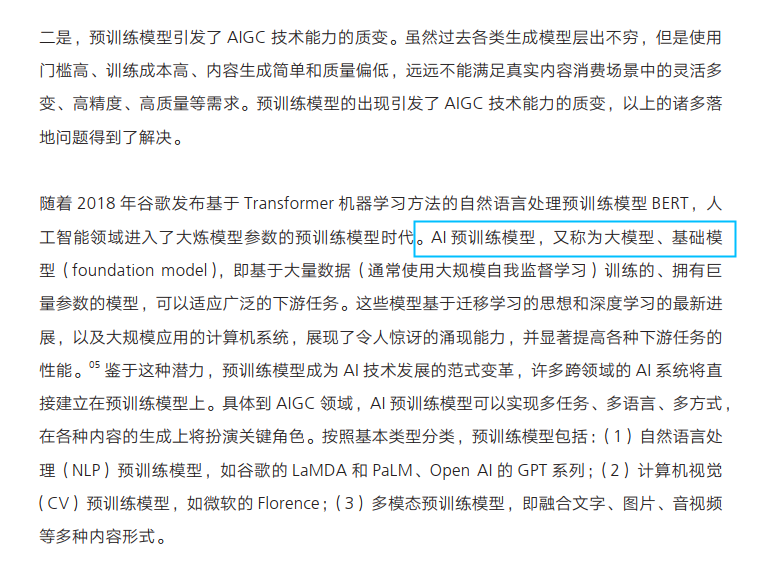 二是，预训练模型引发了 AIGC 技术能力的质变。虽然过去各类生成模型层出不穷，但是使用
门槛高、训练成本高、内容生成简单和质量偏低，远远不能满足真实内容消费场景中的灵活多
变、高精度、高质量等需求。预训练模型的出现引发了 AIGC 技术能力的质变，以上的诸多落
地问题得到了解决。
随着 2018 年谷歌发布基于 Transformer 机器学习方法的自然语言处理预训练模型 BERT，人
工智能领域进入了大炼模型参数的预训练模型时代。AI 预训练模型，又称为大模型、基础模
型（foundation model），即基于大量数据（通常使用大规模自我监督学习）训练的、拥有巨
量参数的模型，可以适应广泛的下游任务。这些模型基于迁移学习的思想和深度学习的最新进
展，以及大规模应用的计算机系统，展现了令人惊讶的涌现能力，并显著提高各种下游任务的
性能。05 鉴于这种潜力，预训练模型成为 AI 技术发展的范式变革，许多跨领域的 AI 系统将直
接建立在预训练模型上。具体到 AIGC 领域，AI 预训练模型可以实现多任务、多语言、多方式，
在各种内容的生成上将扮演关键角色。按照基本类型分类，预训练模型包括：（1）自然语言处
理（NLP）预训练模型，如谷歌的 LaMDA 和 PaLM、Open AI 的 GPT 系列；（2）计算机视觉
（CV）预训练模型，如微软的 Florence；（3）多模态预训练模型，即融合文字、图片、音视频
等多种内容形式。